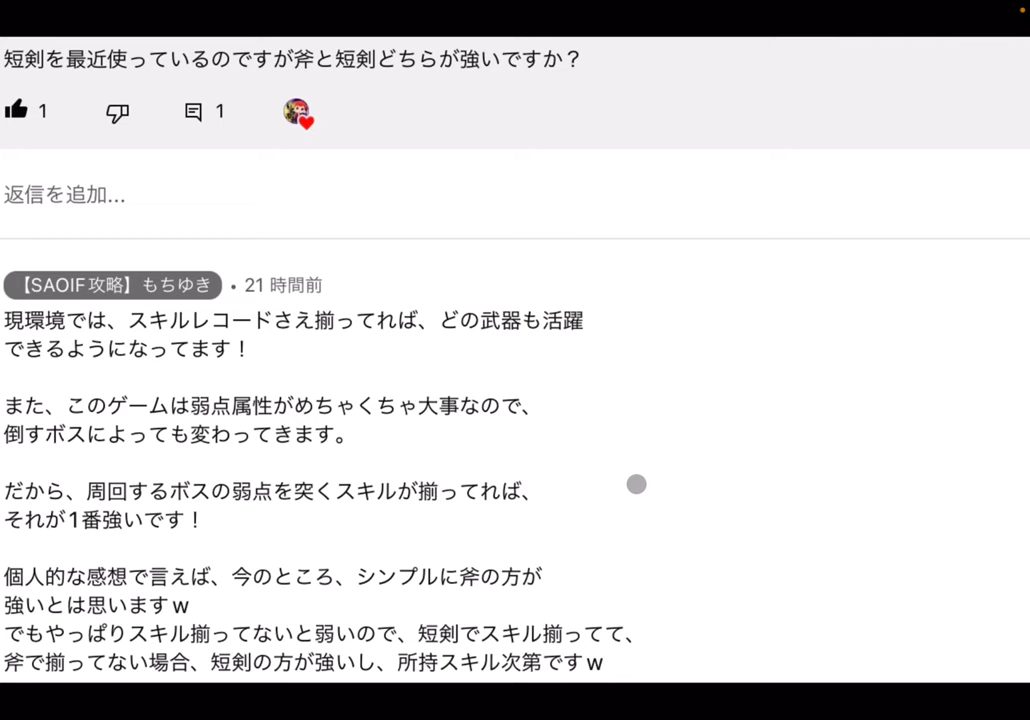 短剣を最近使っているのですが斧と短剣どちらが強いですか？
1
1
返信を追加...
【SAOIF攻略】もちゆき • 21 時間前
現環境では、スキルレコードさえ揃ってれば、どの武器も活躍
できるようになってます！
また、このゲームは弱点属性がめちゃくちゃ大事なので、
倒すボスによっても変わってきます。
だから、周回するボスの弱点を突くスキルが揃ってれば、
それが1番強いです！
個人的な感想で言えば、今のところ、シンプルに斧の方が
強いとは思いますｗ
でもやっぱりスキル揃ってないと弱いので、短剣でスキル揃ってて、
斧で揃ってない場合、短剣の方が強いし、所持スキル次第ですｗ